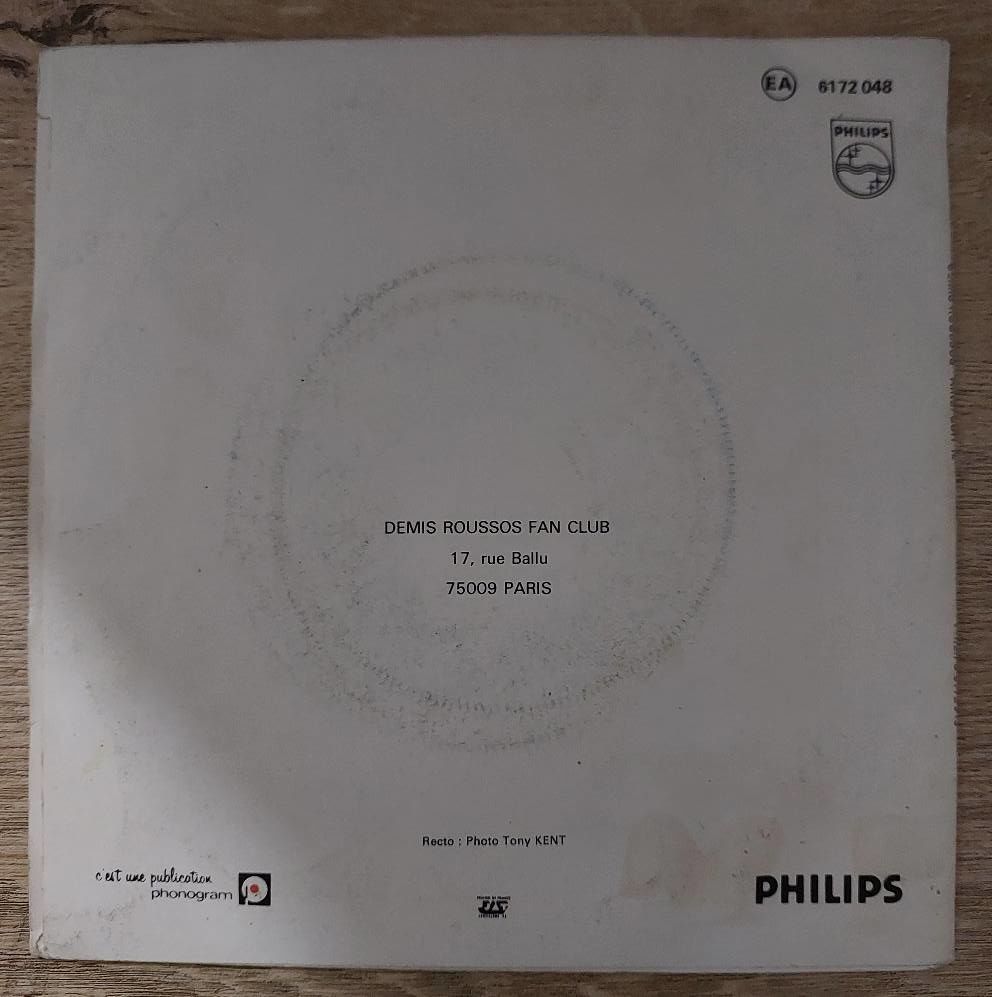 EA 6172 048
PHILIPS
DEMIS ROUSSOS FAN CLUB
17, rue Ballu
75009 PARIS
Recto : Photo Tony KENT
c'est une publication
phonogram
PHILIPS